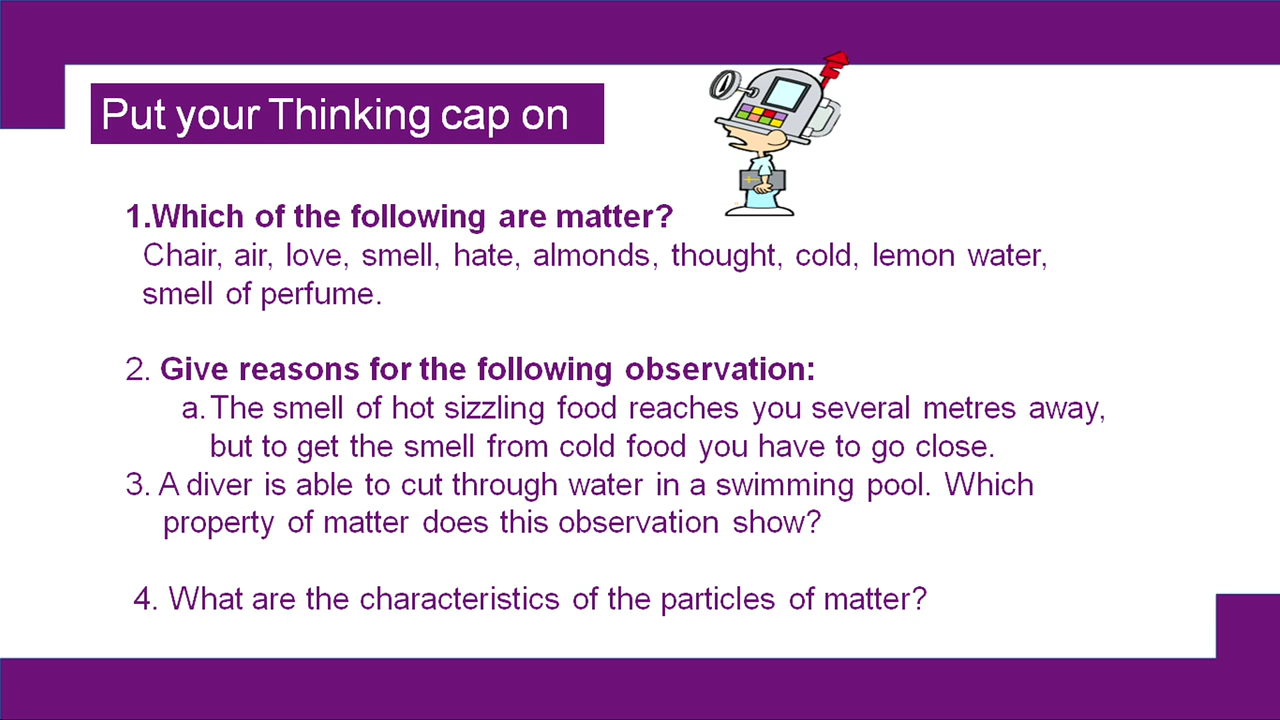 Put your Thinking cap on
1.Which of the following are matter?
Chair, air, love, smell, hate, almonds, thought, cold, lemon water,
smell of perfume.
2. Give reasons for the following observation:
a. The smell of hot sizzling food reaches you several metres away,
but to get the smell from cold food you have to go close.
3. A diver is able to cut through water in a swimming pool. Which
property of matter does this observation show?
4. What are the characteristics of the particles of matter?